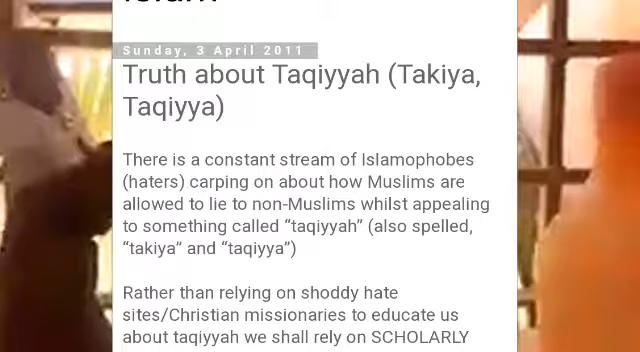 Sunday, 3 April 2011
Truth about Taqiyyah (Takiya,
Taqiyya)
There is a constant stream of Islamophobes
(haters) carping on about how Muslims are
allowed to lie to non-Muslims whilst appealing
to something called “taqiyyah” (also spelled,
“takiya” and “taqiyya”)
Rather than relying on shoddy hate
sites/Christian missionaries to educate us
about taqiyyah we shall rely on SCHOLARLY